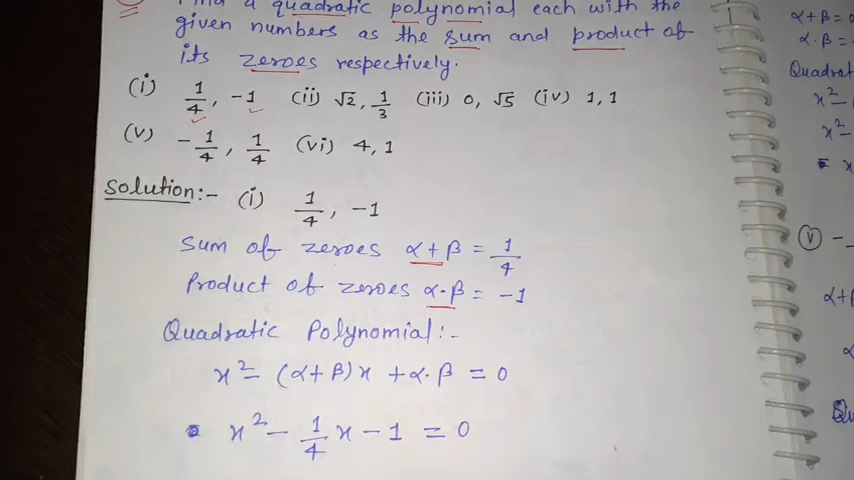 Find a quadratic polynomial each with the
given numbers as the sum and product of
its zeroes respectively.
(i) 1/4, -1 (ii) √2, 1/3 (iii) 0, √5 (iv) 1, 1
(v) -1/4, 1/4 (vi) 4, 1
Solution:- (i) 1/4, -1
Sum of zeroes α+β = 1/4
Product of zeroes α·β = -1
Quadratic Polynomial:-
x² - (α+β)x + α·β = 0
x² - 1/4 x - 1 = 0
α+β =
α·β =
Quadrat
x²-
x²-
x
(v) -
α+β
α
Qu